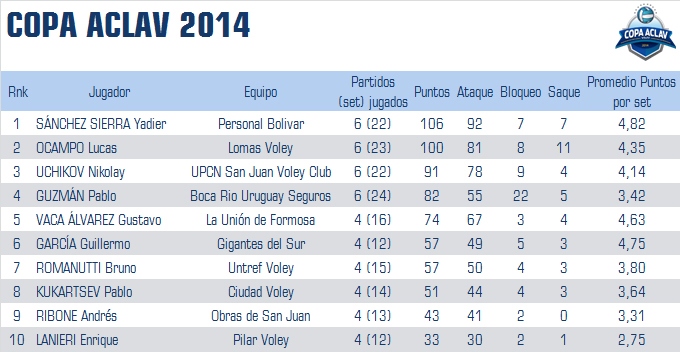 COPA ACLAV 2014
COPA ACLAV
Rnk Jugador Equipo Partidos (set) jugados Puntos Ataque Bloqueo Saque Promedio Puntos por set
1 SÁNCHEZ SIERRA Yadier Personal Bolivar 6 (22) 106 92 7 7 4,82
2 OCAMPO Lucas Lomas Voley 6 (23) 100 81 8 11 4,35
3 UCHIKOV Nikolay UPCN San Juan Voley Club 6 (22) 91 78 9 4 4,14
4 GUZMÁN Pablo Boca Rio Uruguay Seguros 6 (24) 82 55 22 5 3,42
5 VACA ÁLVAREZ Gustavo La Unión de Formosa 4 (16) 74 67 3 4 4,63
6 GARCÍA Guillermo Gigantes del Sur 4 (12) 57 49 5 3 4,75
7 ROMANUTTI Bruno Untref Voley 4 (15) 57 50 4 3 3,80
8 KUKARTSEV Pablo Ciudad Voley 4 (14) 51 44 4 3 3,64
9 RIBONE Andrés Obras de San Juan 4 (13) 43 41 2 0 3,31
10 LANIERI Enrique Pilar Voley 4 (12) 33 30 2 1 2,75